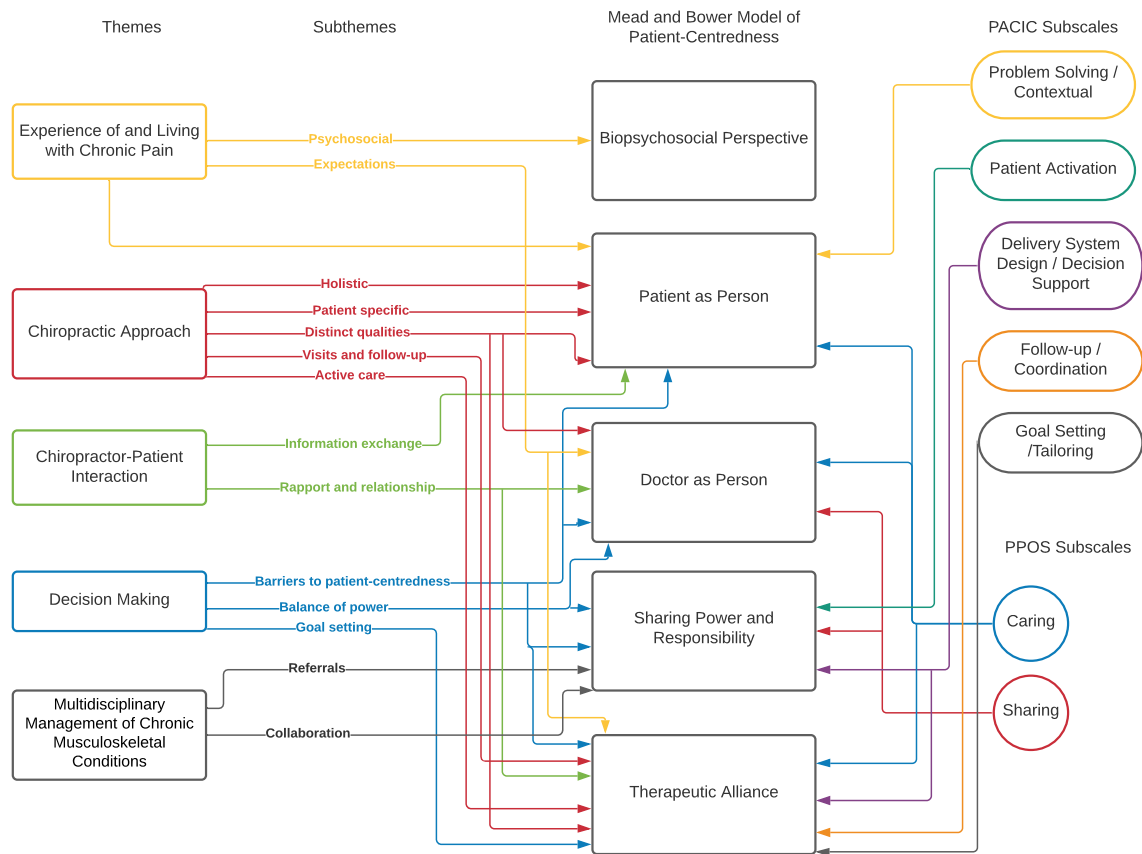 Themes
Subthemes
Mead and Bower Model of
Patient-Centredness
PACIC Subscales
Experience of and Living
with Chronic Pain
Psychosocial
Expectations
Biopsychosocial Perspective
Problem Solving /
Contextual
Patient Activation
Delivery System
Design / Decision
Support
Chiropractic Approach
Holistic
Patient specific
Distinct qualities
Visits and follow-up
Active care
Patient as Person
Follow-up /
Coordination
Goal Setting
/Tailoring
Chiropractor-Patient
Interaction
Information exchange
Rapport and relationship
Doctor as Person
PPOS Subscales
Decision Making
Barriers to patient-centredness
Balance of power
Goal setting
Sharing Power and
Responsibility
Caring
Sharing
Multidisciplinary
Management of Chronic
Musculoskeletal
Conditions
Referrals
Collaboration
Therapeutic Alliance